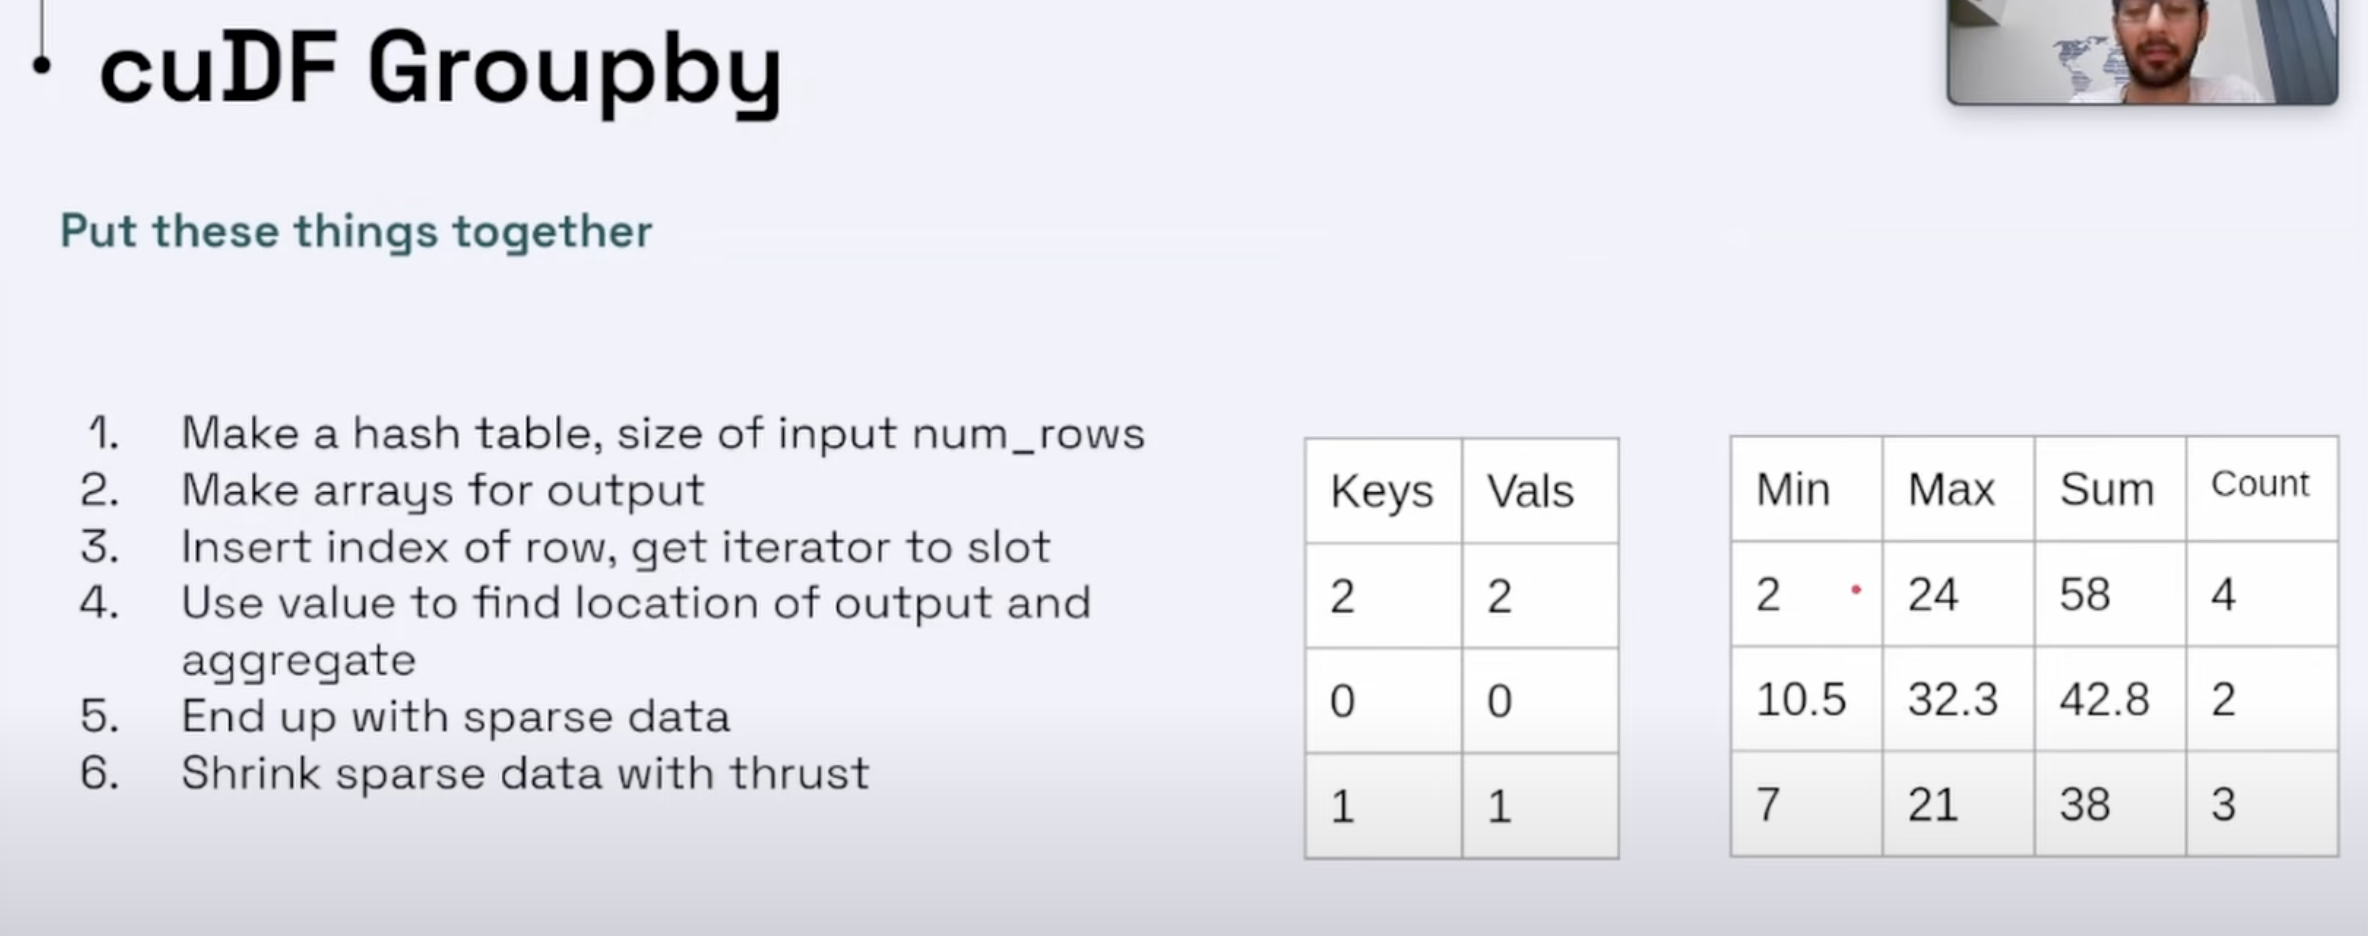 cuDF Groupby
Put these things together
1. Make a hash table, size of input num_rows
2. Make arrays for output
3. Insert index of row, get iterator to slot
4. Use value to find location of output and
aggregate
5. End up with sparse data
6. Shrink sparse data with thrust
Keys Vals
2 2
0 0
1 1
Min Max Sum Count
2 24 58 4
10.5 32.3 42.8 2
7 21 38 3